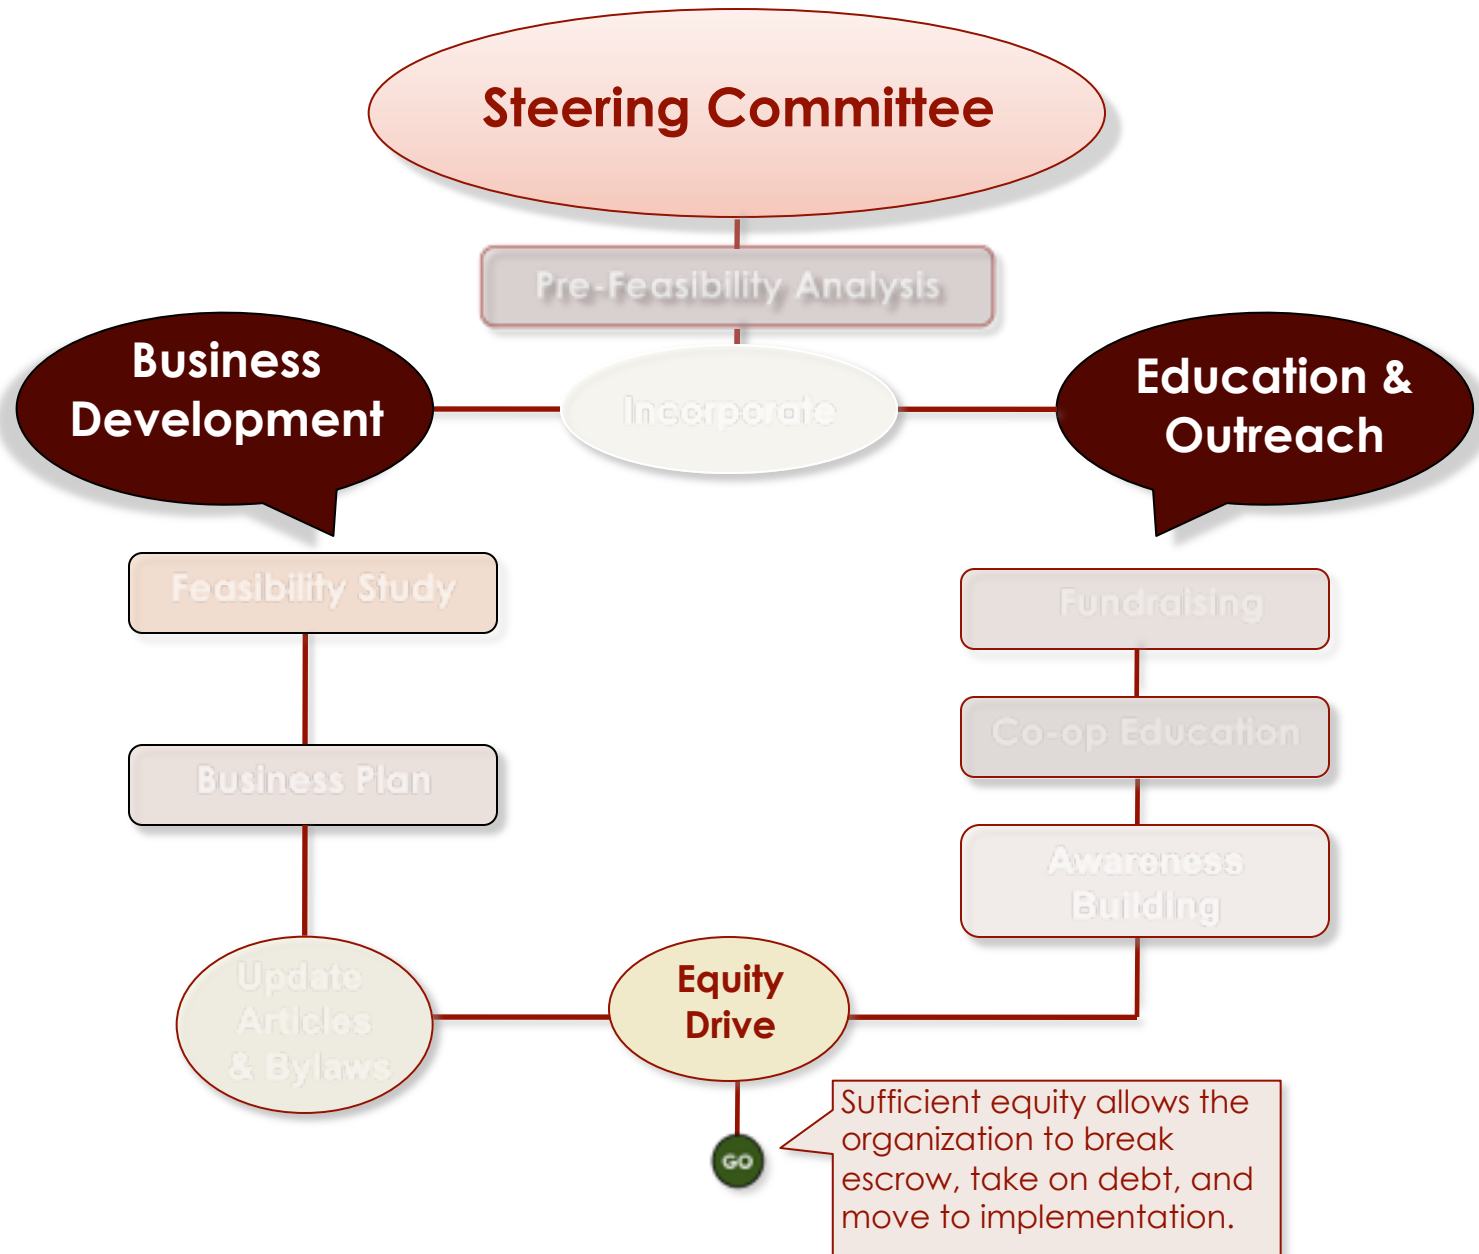 Steering Committee
Pre-Feasibility Analysis
Business
Development
Incorporate
Education &
Outreach
Feasibility Study
Fundraising
Co-op Education
Business Plan
Awareness
Building
Update
Articles
& Bylaws
Equity
Drive
GO
Sufficient equity allows the
organization to break
escrow, take on debt, and
move to implementation.